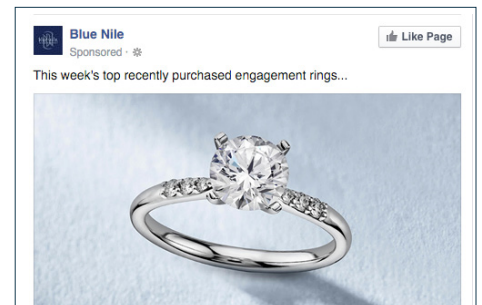 Blue Nile
Like Page
Sponsored ·
This week's top recently purchased engagement rings...